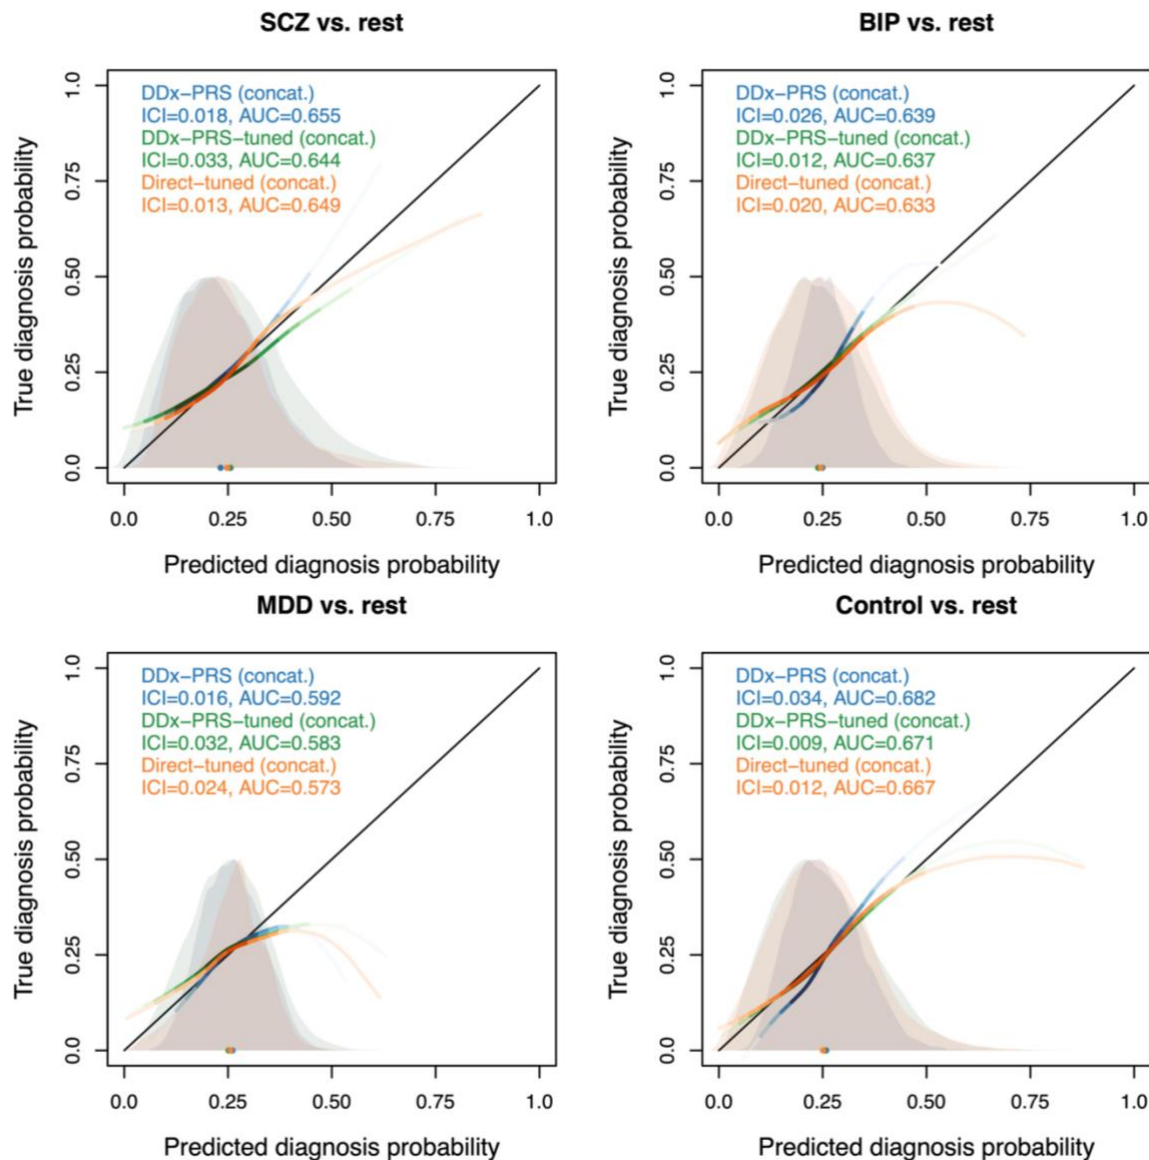 SCZ vs. rest
True diagnosis probability
1.0
0.75
0.50
0.25
0.0
DDx−PRS (concat.)
ICI=0.018, AUC=0.655
DDx−PRS−tuned (concat.)
ICI=0.033, AUC=0.644
Direct−tuned (concat.)
ICI=0.013, AUC=0.649
0.0 0.25 0.50 0.75 1.0
Predicted diagnosis probability
BIP vs. rest
True diagnosis probability
1.0
0.75
0.50
0.25
0.0
DDx−PRS (concat.)
ICI=0.026, AUC=0.639
DDx−PRS−tuned (concat.)
ICI=0.012, AUC=0.637
Direct−tuned (concat.)
ICI=0.020, AUC=0.633
0.0 0.25 0.50 0.75 1.0
Predicted diagnosis probability
MDD vs. rest
True diagnosis probability
1.0
0.75
0.50
0.25
0.0
DDx−PRS (concat.)
ICI=0.016, AUC=0.592
DDx−PRS−tuned (concat.)
ICI=0.032, AUC=0.583
Direct−tuned (concat.)
ICI=0.024, AUC=0.573
0.0 0.25 0.50 0.75 1.0
Predicted diagnosis probability
Control vs. rest
True diagnosis probability
1.0
0.75
0.50
0.25
0.0
DDx−PRS (concat.)
ICI=0.034, AUC=0.682
DDx−PRS−tuned (concat.)
ICI=0.009, AUC=0.671
Direct−tuned (concat.)
ICI=0.012, AUC=0.667
0.0 0.25 0.50 0.75 1.0
Predicted diagnosis probability